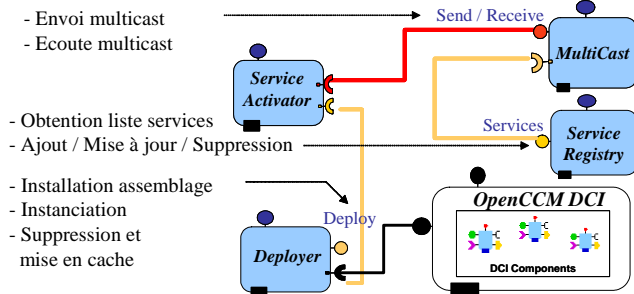 - Envoi multicast
- Ecoute multicast
Send / Receive
MultiCast
Service
Activator
- Obtention liste services
- Ajout / Mise à jour / Suppression
Services
Service
Registry
- Installation assemblage
- Instanciation
- Suppression et
mise en cache
Deploy
Deployer
OpenCCM DCI
DCI Components